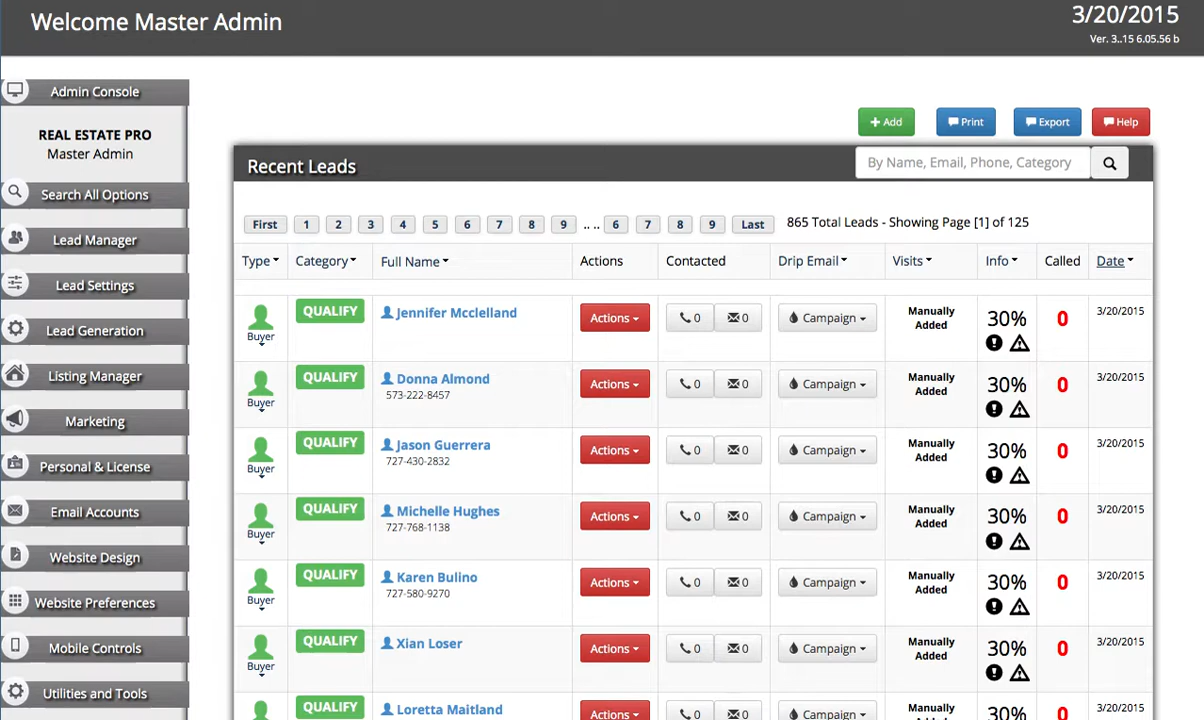 Welcome Master Admin
3/20/2015
Ver. 3..15 6.05.56 b
Admin Console
REAL ESTATE PRO
Master Admin
Search All Options
Lead Manager
Lead Settings
Lead Generation
Listing Manager
Marketing
Personal & License
Email Accounts
Website Design
Website Preferences
Mobile Controls
Utilities and Tools
Add Print Export Help
Recent Leads By Name, Email, Phone, Category
First 1 2 3 4 5 6 7 8 9 .. .. 6 7 8 9 Last 865 Total Leads - Showing Page [1] of 125
Type Category Full Name Actions Contacted Drip Email Visits Info Called Date
QUALIFY Jennifer Mcclelland Actions 0 0 Campaign Manually 30% 0 3/20/2015
Buyer Added
QUALIFY Donna Almond Actions 0 0 Campaign Manually 30% 0 3/20/2015
Buyer 573-222-8457 Added
QUALIFY Jason Guerrera Actions 0 0 Campaign Manually 30% 0 3/20/2015
Buyer 727-430-2832 Added
QUALIFY Michelle Hughes Actions 0 0 Campaign Manually 30% 0 3/20/2015
Buyer 727-768-1138 Added
QUALIFY Karen Bulino Actions 0 0 Campaign Manually 30% 0 3/20/2015
Buyer 727-580-9270 Added
QUALIFY Xian Loser Actions 0 0 Campaign Manually 30% 0 3/20/2015
Buyer Added
QUALIFY Loretta Maitland Actions 0 0 Campaign Manually 30% 0 3/20/2015